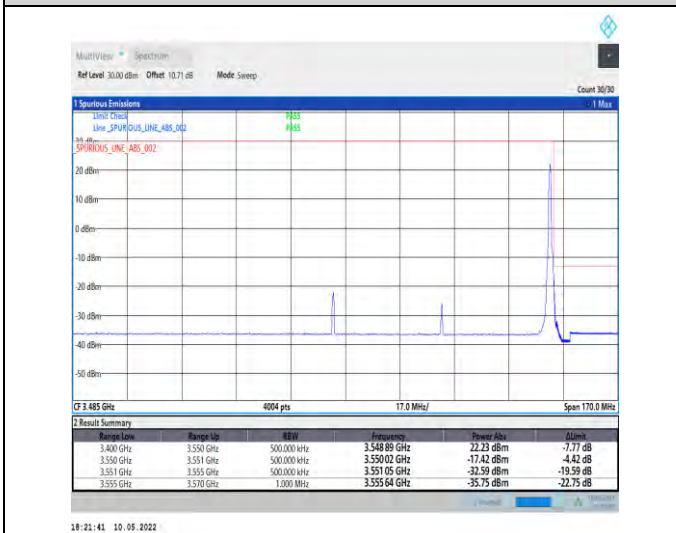 MultiView Spectrum
Ref Level 30.00 dBm Offset 10.71 dB Mode Sweep
Count 30/30
1 Spurious Emissions 1 Max
Limit Check PASS
Line _SPURIOUS_LINE_ABS_002 PASS
30 dBm
_SPURIOUS_LINE_ABS_002
20 dBm
10 dBm
0 dBm
-10 dBm
-20 dBm
-30 dBm
-40 dBm
-50 dBm
CF 3.485 GHz 4004 pts 17.0 MHz/ Span 170.0 MHz
2 Result Summary
Range Low Range Up RBW Frequency Power Abs ΔLimit
3.400 GHz 3.550 GHz 500.000 kHz 3.548 89 GHz 22.23 dBm -7.77 dB
3.550 GHz 3.551 GHz 500.000 kHz 3.550 02 GHz -17.42 dBm -4.42 dB
3.551 GHz 3.555 GHz 500.000 kHz 3.551 05 GHz -32.59 dBm -19.59 dB
3.555 GHz 3.570 GHz 1.000 MHz 3.555 64 GHz -35.75 dBm -22.75 dB
18:21:41 10.05.2022